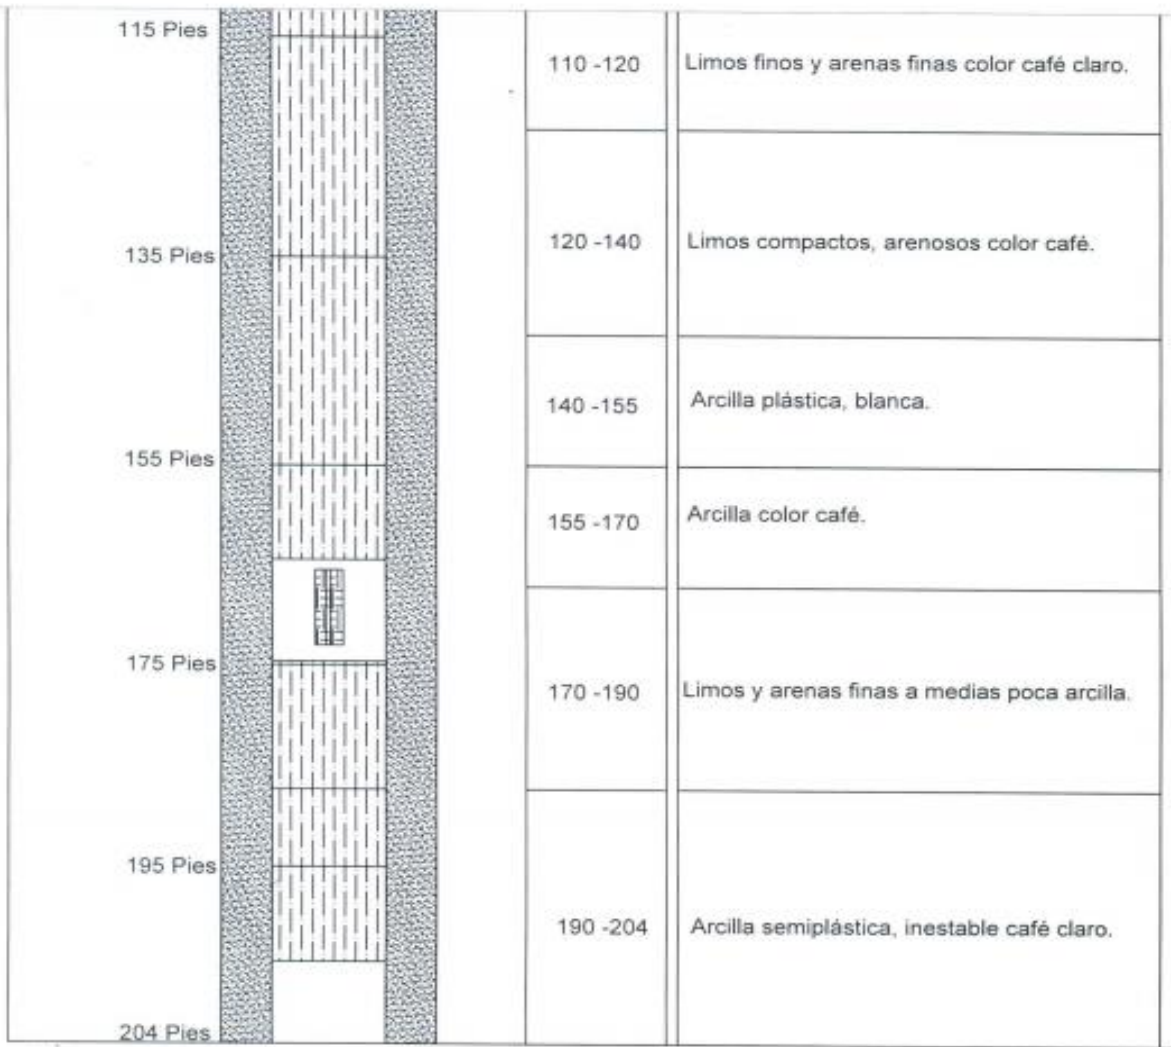 115 Pies
110 -120 Limos finos y arenas finas color café claro.
120 -140 Limos compactos, arenosos color café.
135 Pies
140 -155 Arcilla plástica, blanca.
155 Pies
155 -170 Arcilla color café.
175 Pies
170 -190 Limos y arenas finas a medias poca arcilla.
195 Pies
190 -204 Arcilla semiplástica, inestable café claro.
204 Pies